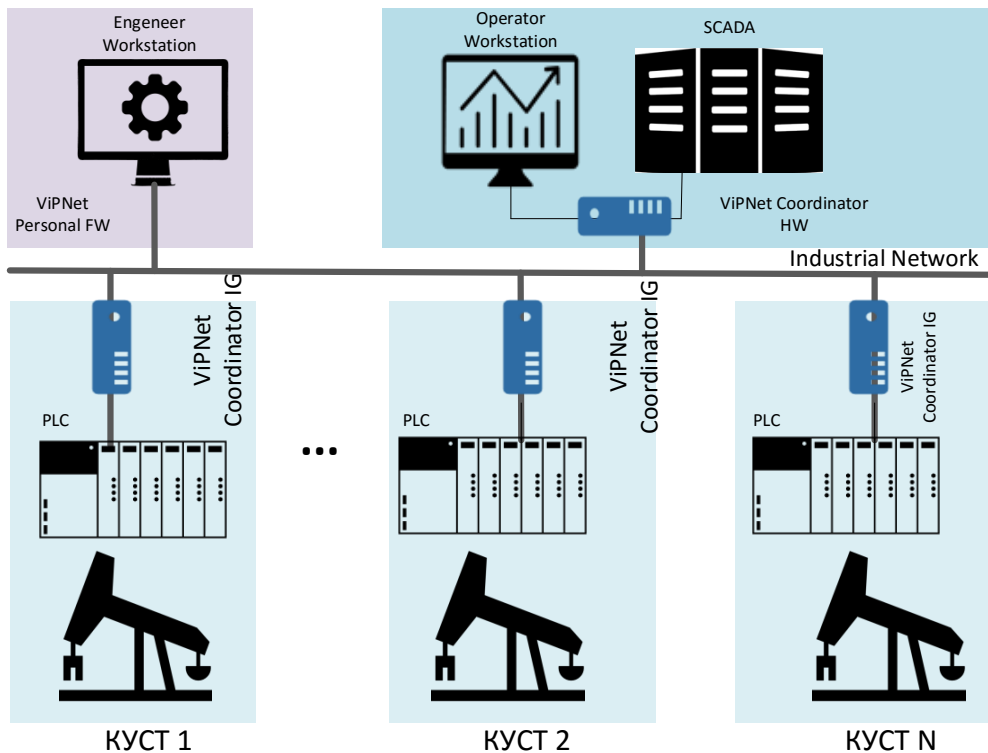 Engeneer
Workstation
ViPNet
Personal FW
Operator
Workstation
SCADA
ViPNet Coordinator
HW
Industrial Network
ViPNet
Coordinator IG
PLC
...
ViPNet
Coordinator IG
PLC
ViPNet
Coordinator IG
PLC
КУСТ 1
КУСТ 2
КУСТ N